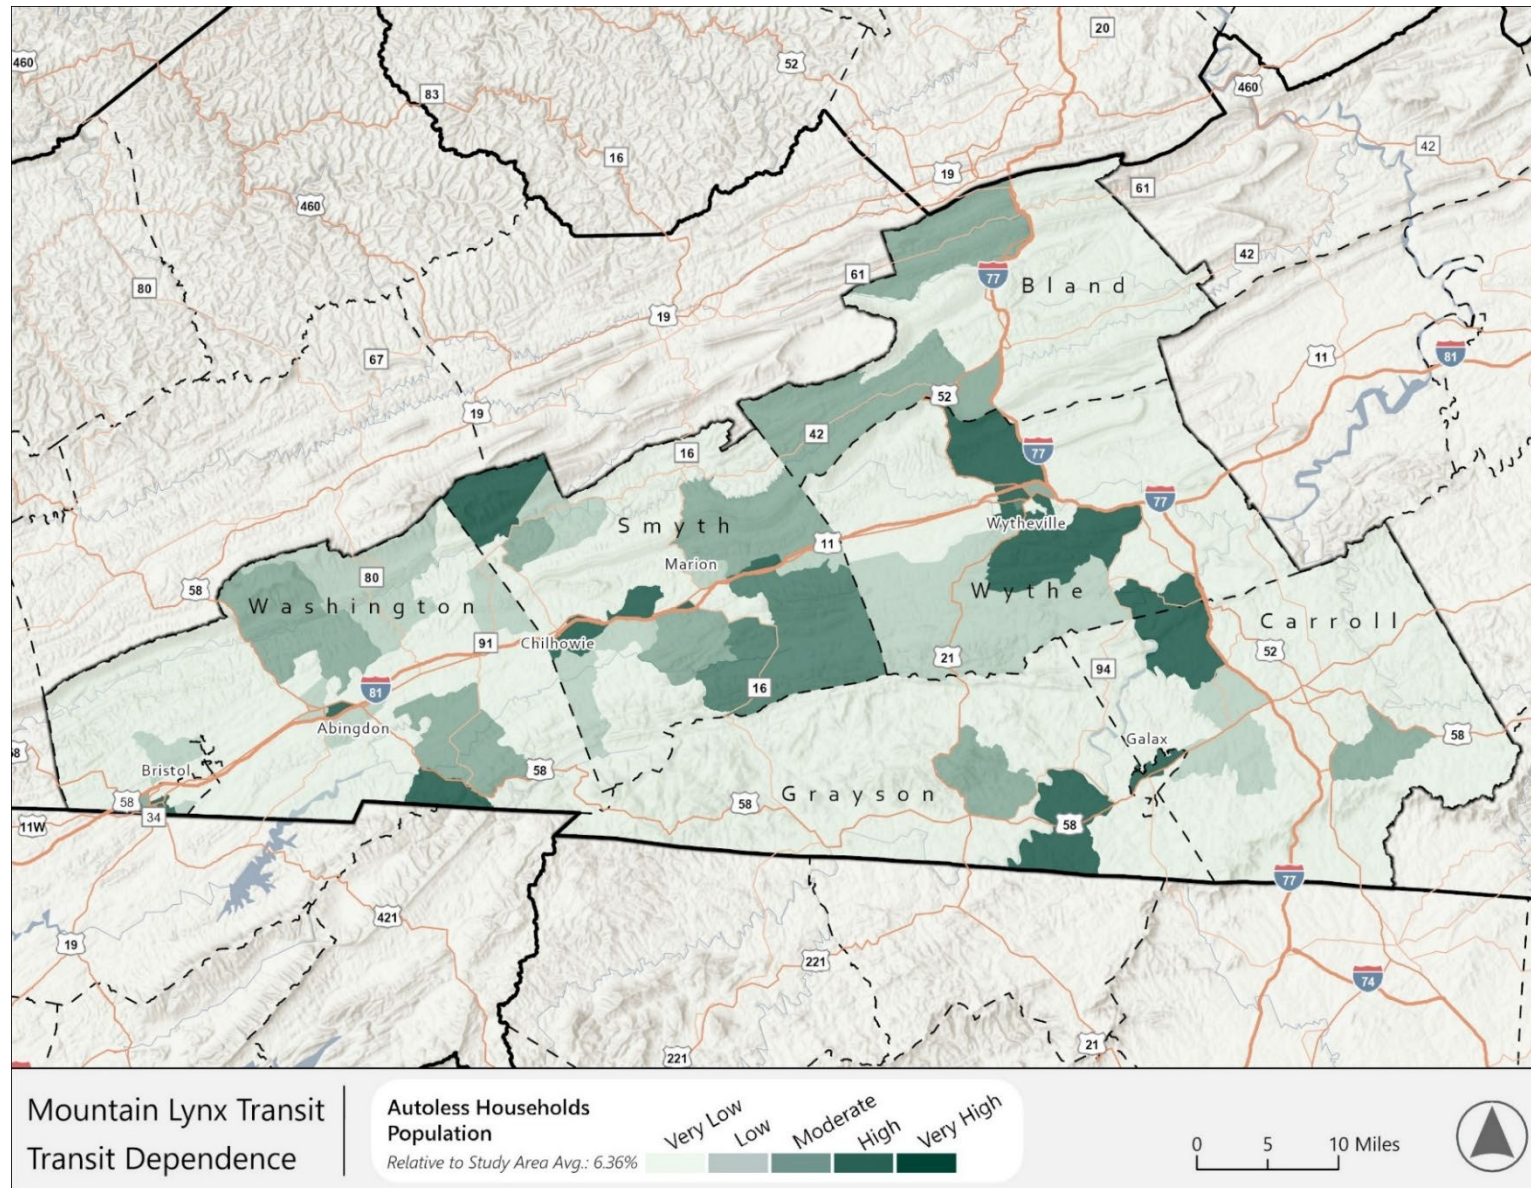 20
460
52
460
83
42
16
19
61
460
42
61
77
Bland
80
19
11
81
67
19
52
16
42
77
77
Smyth
Wytheville
11
Marion
58
80
Washington
Wythe
Carroll
91
Chilhowie
52
21
94
16
81
Abingdon
58
Galax
58
Bristol
58
58
58
Grayson
34
11W
58
77
421
19
221
74
21
221
Mountain Lynx Transit
Transit Dependence
Autoless Households
Population
Relative to Study Area Avg.: 6.36%
Very Low
Low
Moderate
High
Very High
0 5 10 Miles